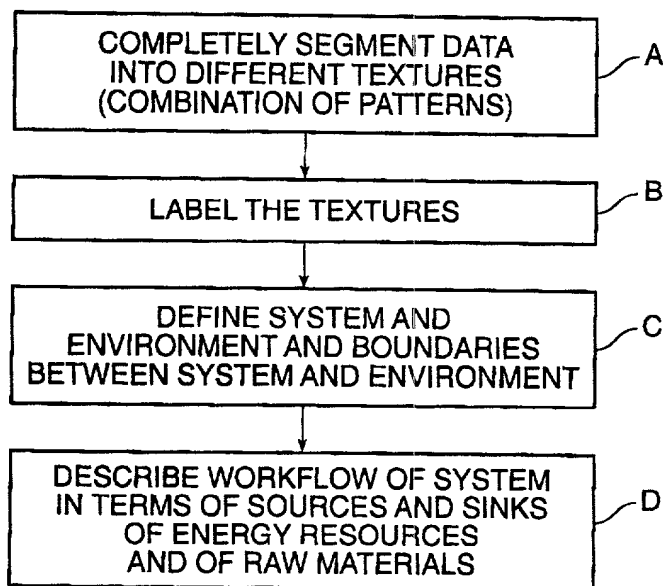 COMPLETELY SEGMENT DATA
INTO DIFFERENT TEXTURES
(COMBINATION OF PATTERNS)
A
LABEL THE TEXTURES
B
DEFINE SYSTEM AND
ENVIRONMENT AND BOUNDARIES
BETWEEN SYSTEM AND ENVIRONMENT
C
DESCRIBE WORKFLOW OF SYSTEM
IN TERMS OF SOURCES AND SINKS
OF ENERGY RESOURCES
AND OF RAW MATERIALS
D